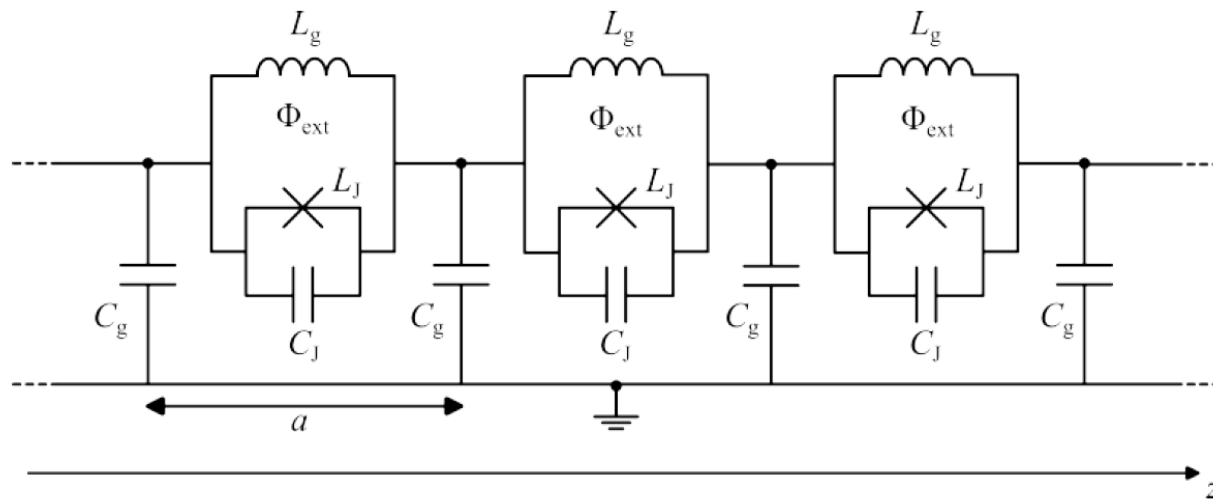 L_g L_g L_g
Φ_ext Φ_ext Φ_ext
L_J L_J L_J
C_g C_g C_g C_g
C_J C_J C_J
a
z